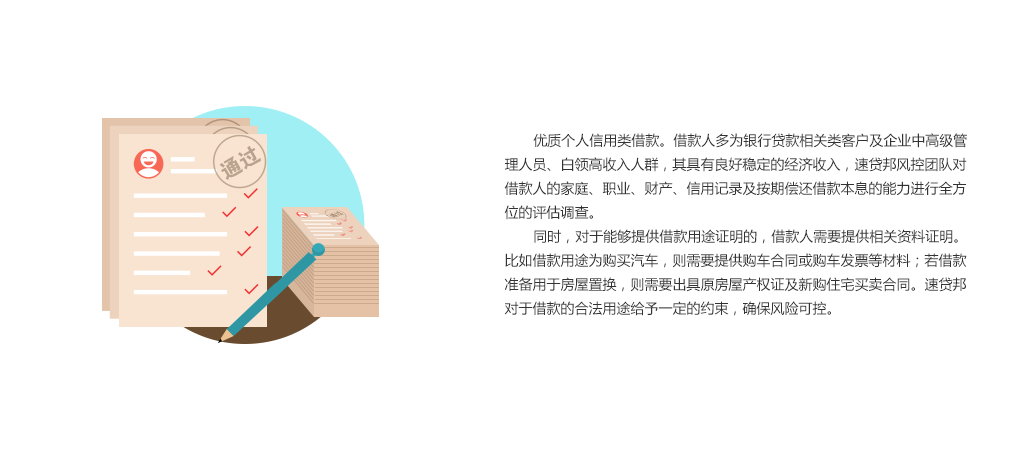 通过
优质个人信用类借款。借款人多为银行贷款相关类客户及企业中高级管
理人员、白领高收入人群，其具有良好稳定的经济收入，速贷邦风控团队对
借款人的家庭、职业、财产、信用记录及按期偿还借款本息的能力进行全方
位的评估调查。
同时，对于能够提供借款用途证明的，借款人需要提供相关资料证明。
比如借款用途为购买汽车，则需要提供购车合同或购车发票等材料；若借款
准备用于房屋置换，则需要出具原房屋产权证及新购住宅买卖合同。速贷邦
对于借款的合法用途给予一定的约束，确保风险可控。